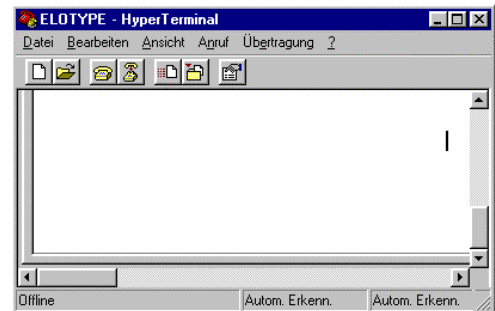 ELOTYPE - HyperTerminal
Datei Bearbeiten Ansicht Anruf Übertragung ?
Offline Autom. Erkenn. Autom. Erkenn.